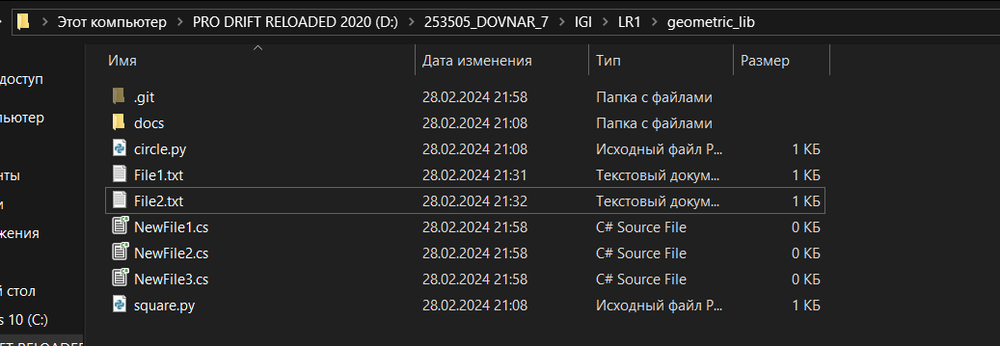 Этот компьютер > PRO DRIFT RELOADED 2020 (D:) > 253505_DOVNAR_7 > IGI > LR1 > geometric_lib
Имя Дата изменения Тип Размер
.git 28.02.2024 21:58 Папка с файлами
docs 28.02.2024 21:08 Папка с файлами
circle.py 28.02.2024 21:08 Исходный файл P... 1 КБ
File1.txt 28.02.2024 21:31 Текстовый докум... 1 КБ
File2.txt 28.02.2024 21:32 Текстовый докум... 1 КБ
NewFile1.cs 28.02.2024 21:58 C# Source File 0 КБ
NewFile2.cs 28.02.2024 21:58 C# Source File 0 КБ
NewFile3.cs 28.02.2024 21:58 C# Source File 0 КБ
square.py 28.02.2024 21:08 Исходный файл P... 1 КБ
доступ
пьютер
нты
и
жения
й стол
s 10 (C:)